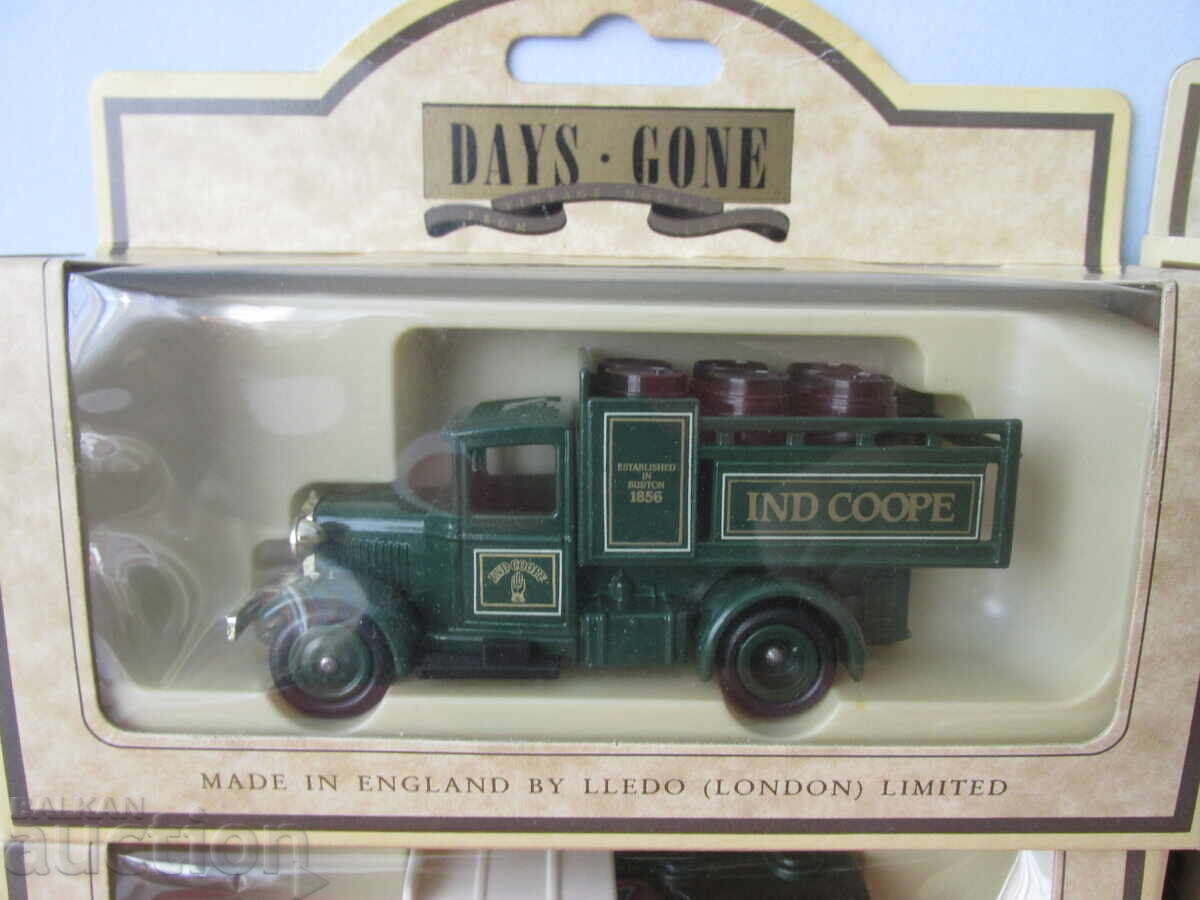 DAYS · GONE
ESTABLISHED
IN
BURTON
1856
IND COOPE
IND COOPE
MADE IN ENGLAND BY LLEDO (LONDON) LIMITED
BALKAN
auction